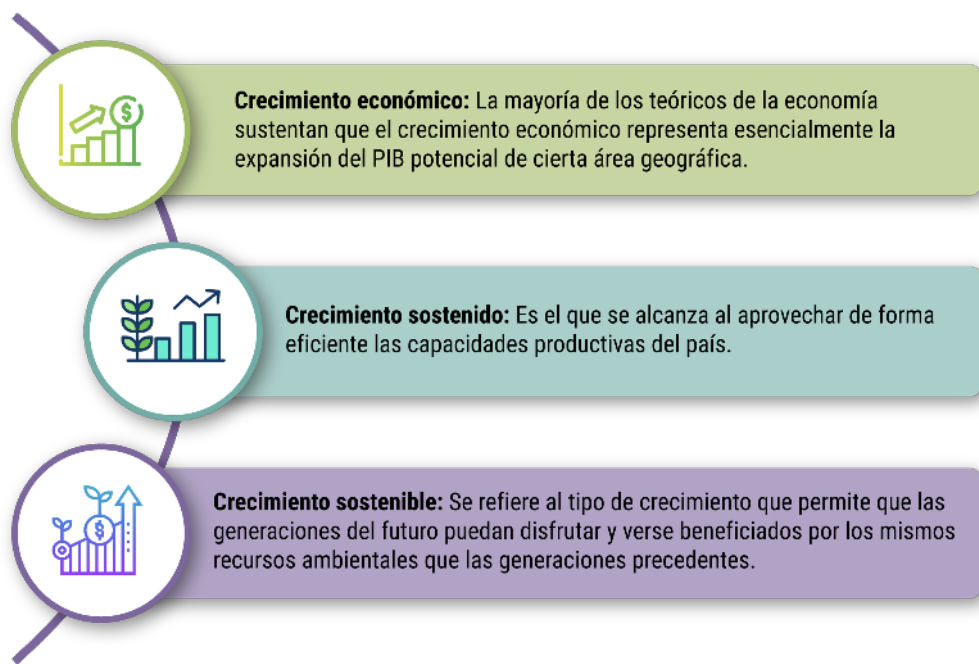 $
Crecimiento económico: La mayoría de los teóricos de la economía
sustentan que el crecimiento económico representa esencialmente la
expansión del PIB potencial de cierta área geográfica.
Crecimiento sostenido: Es el que se alcanza al aprovechar de forma
eficiente las capacidades productivas del país.
$
Crecimiento sostenible: Se refiere al tipo de crecimiento que permite que las
generaciones del futuro puedan disfrutar y verse beneficiados por los mismos
recursos ambientales que las generaciones precedentes.